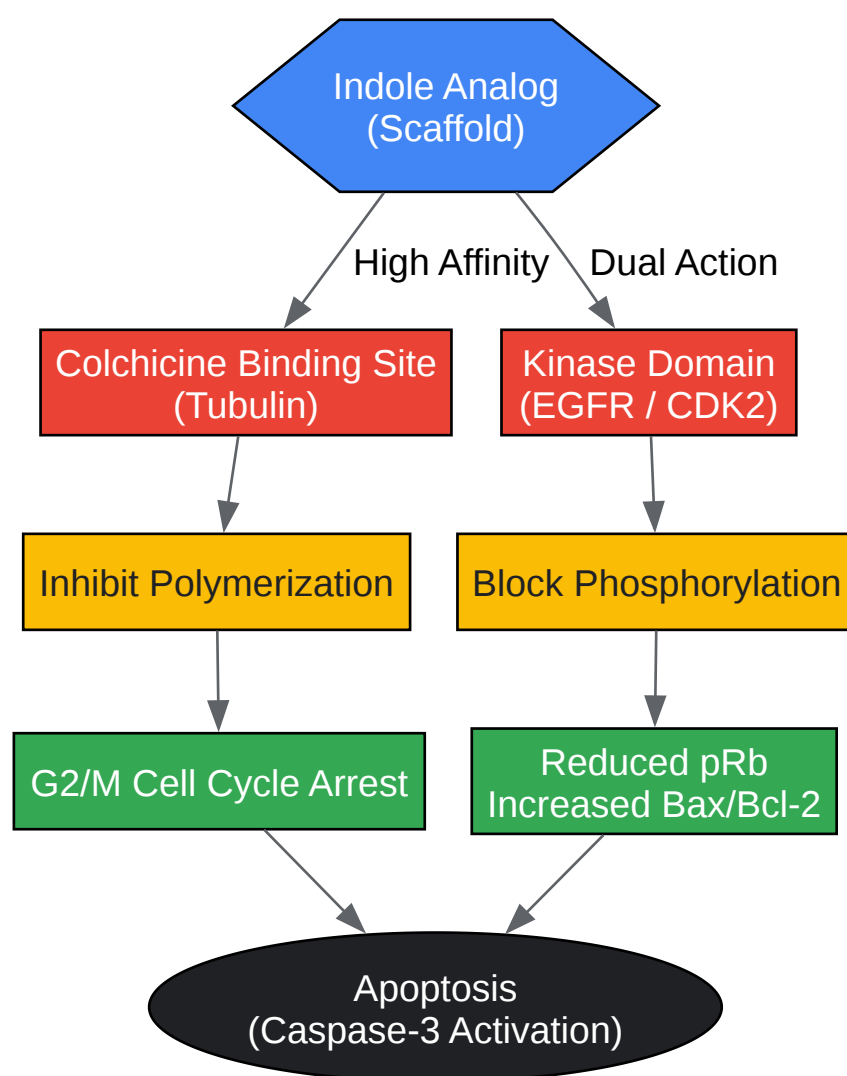 Indole Analog
(Scaffold)
High Affinity
Dual Action
Colchicine Binding Site
(Tubulin)
Kinase Domain
(EGFR / CDK2)
Inhibit Polymerization
Block Phosphorylation
G2/M Cell Cycle Arrest
Reduced pRb
Increased Bax/Bcl-2
Apoptosis
(Caspase-3 Activation)